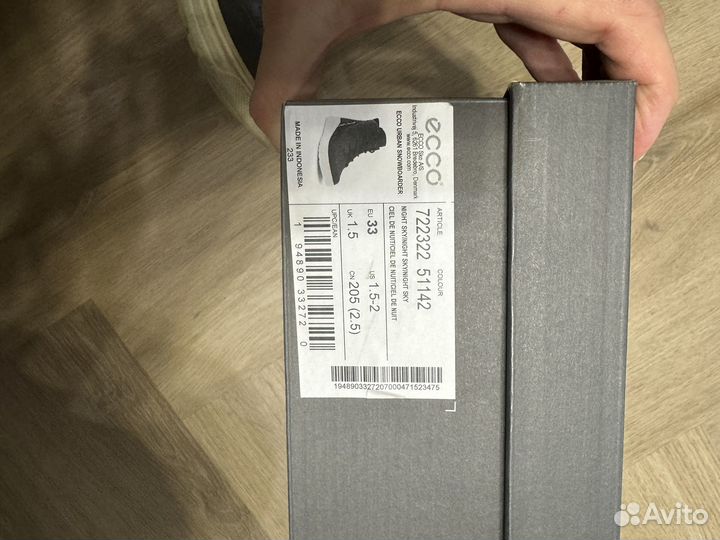 ecco
ECCO Sko A/S
Industrivej 5, 6261 Bredebro, Denmark
www.ecco.com
ECCO URBAN SNOWBOARDER
MADE IN INDONESIA
233
ARTICLE COLOUR
722322 51142
NIGHT SKY/NIGHT SKY/NIGHT SKY
CIEL DE NUIT/CIEL DE NUIT/CIEL DE NUIT
EU 33 US 1.5-2
UK 1.5 CN 205 (2.5)
UPC/EAN
1 94890 33272 0
1948903327207000471523475
Avito